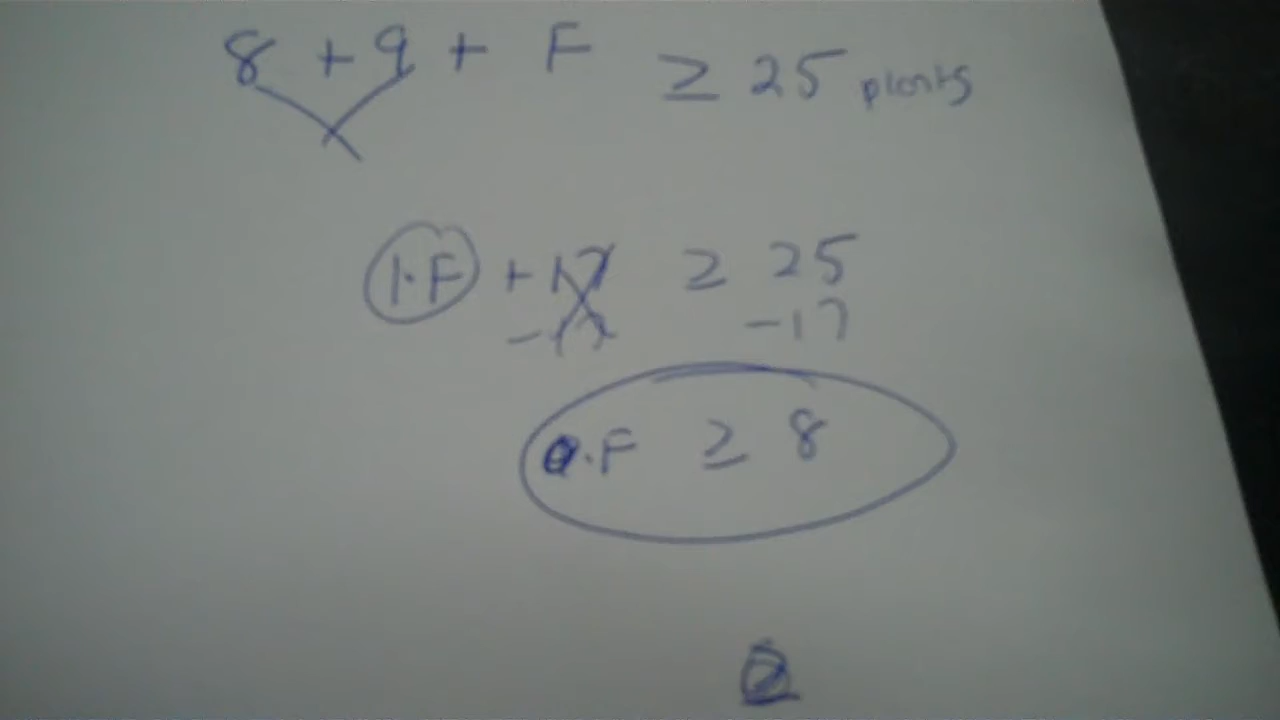 8 + 9 + F ≥ 25 plants
1·F + 17 ≥ 25
-17 -17
·F ≥ 8